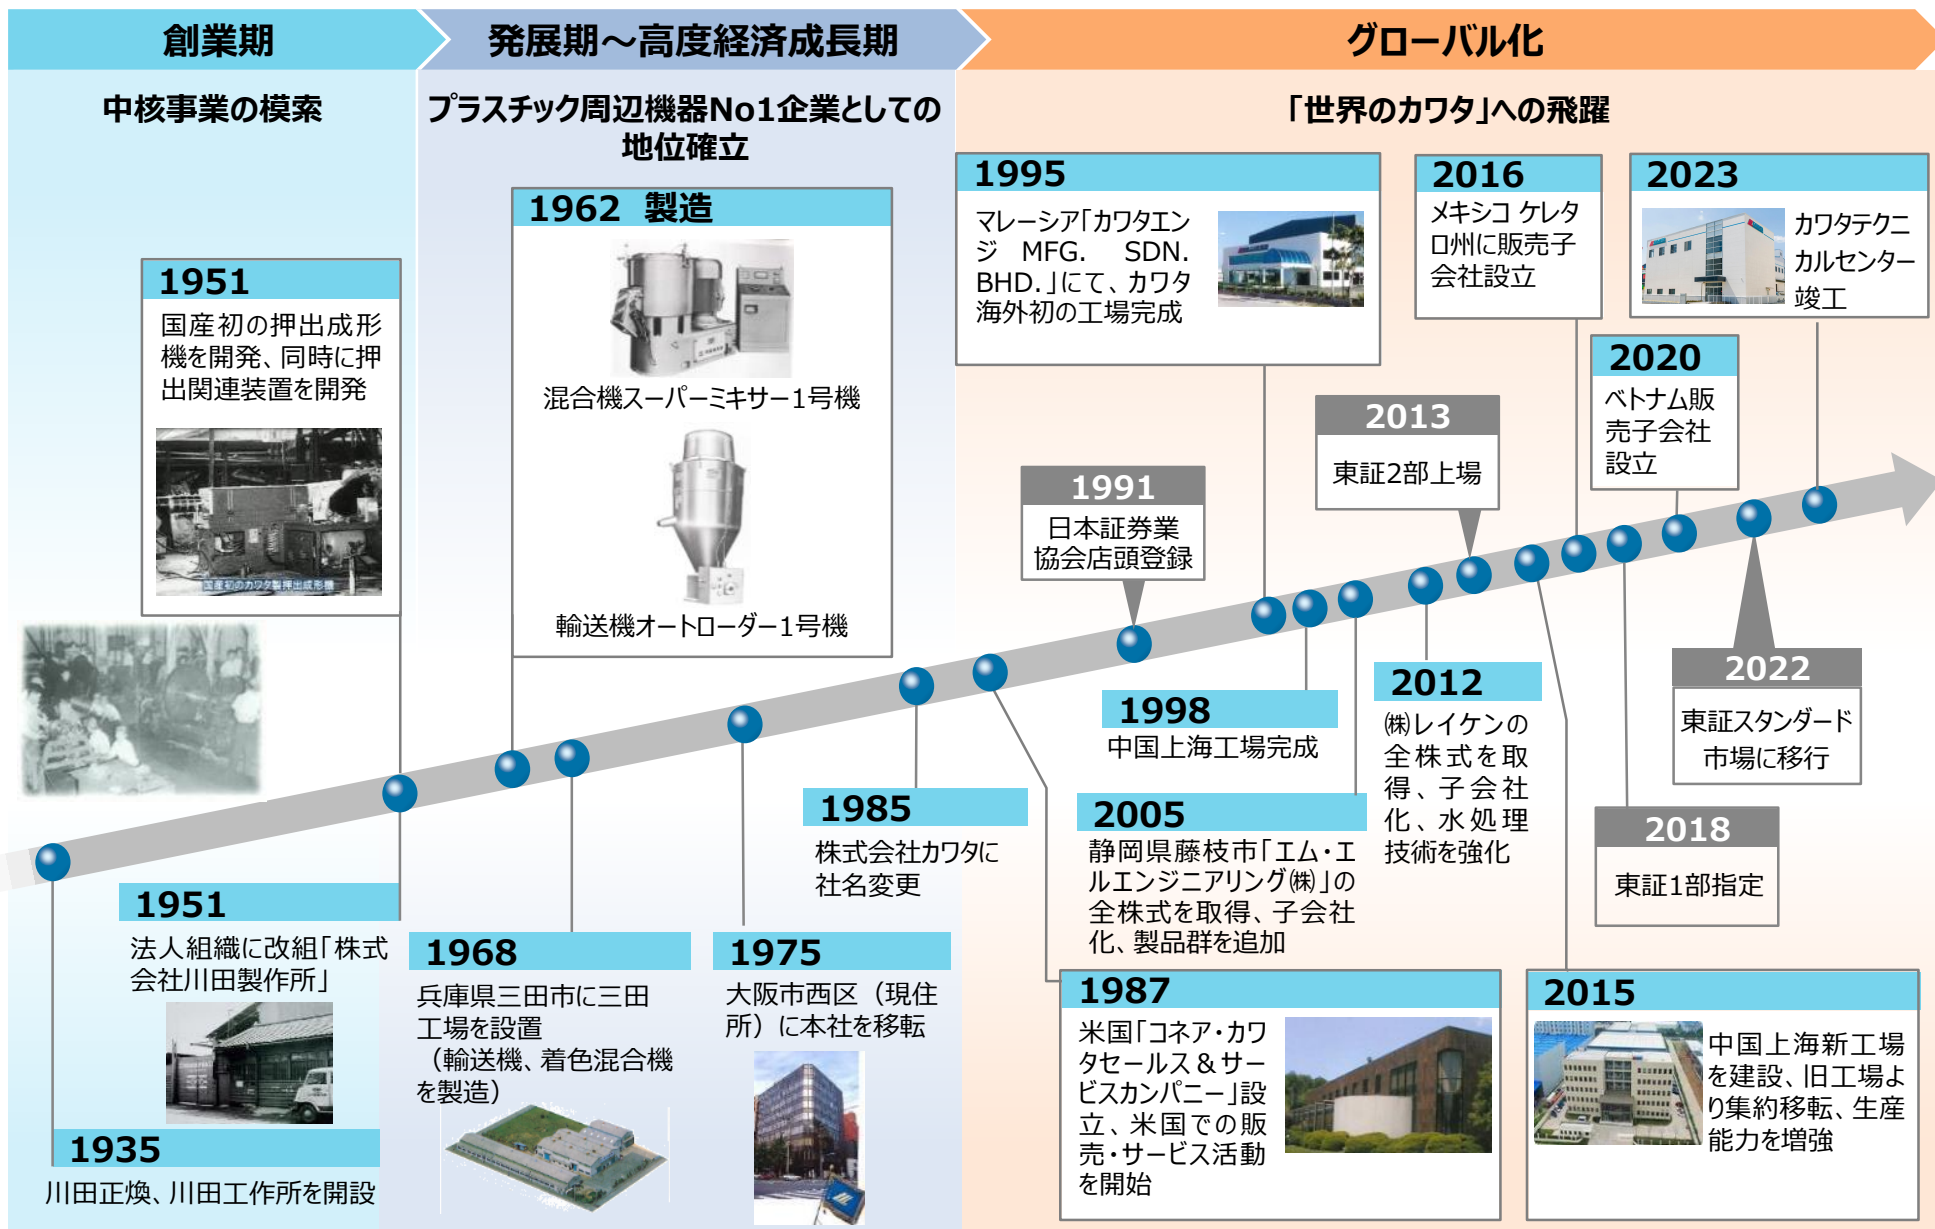 創業期
発展期～高度経済成長期
グローバル化
中核事業の模索
プラスチック周辺機器No1企業としての
地位確立
「世界のカワタ」への飛躍
1951
国産初の押出成形
機を開発、同時に押
出関連装置を開発
国産初のカワタ製押出成形機
1951
法人組織に改組「株式
会社川田製作所」
1935
川田正煥、川田工作所を開設
1962 製造
混合機スーパーミキサー1号機
輸送機オートローダー1号機
1968
兵庫県三田市に三田
工場を設置
（輸送機、着色混合機
を製造）
1975
大阪市西区（現住
所）に本社を移転
1985
株式会社カワタに
社名変更
1995
マレーシア「カワタエン
ジ MFG. SDN.
BHD.」にて、カワタ
海外初の工場完成
2016
メキシコ ケレタ
ロ州に販売子
会社設立
2023
カワタテクニ
カルセンター
竣工
2020
ベトナム販
売子会社
設立
2013
東証2部上場
1991
日本証券業
協会店頭登録
1998
中国上海工場完成
2012
㈱レイケンの
全株式を取
得、子会社
化、水処理
技術を強化
2022
東証スタンダード
市場に移行
2005
静岡県藤枝市「エム・エ
ルエンジニアリング㈱」の
全株式を取得、子会社
化、製品群を追加
2018
東証1部指定
1987
米国「コネア・カワ
タセールス＆サー
ビスカンパニー」設
立、米国での販
売・サービス活動
を開始
2015
中国上海新工場
を建設、旧工場よ
り集約移転、生産
能力を増強